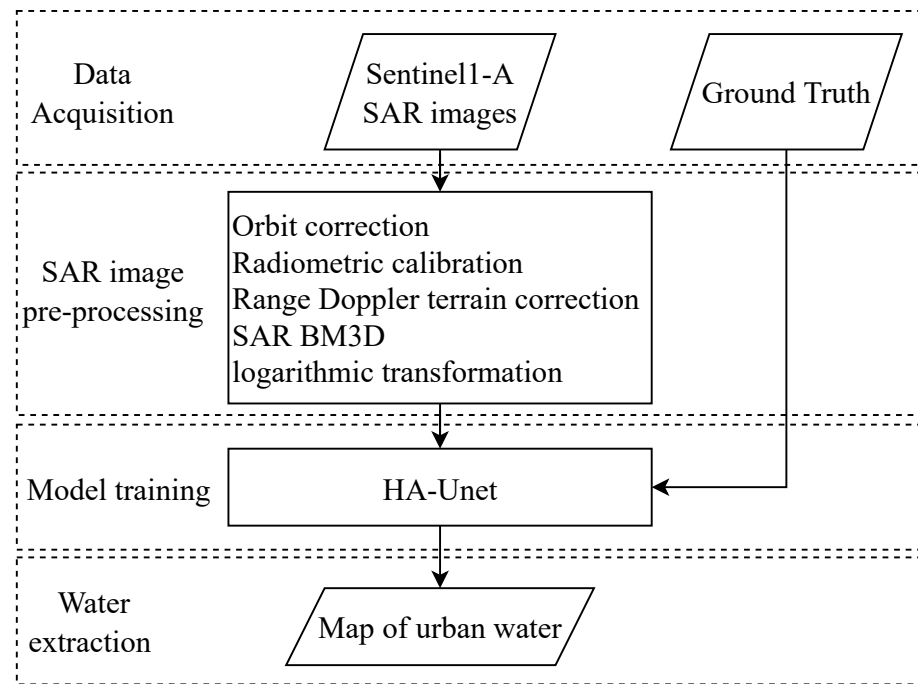 Data
Acquisition
Sentinel1-A
SAR images
Ground Truth
SAR image
pre-processing
Orbit correction
Radiometric calibration
Range Doppler terrain correction
SAR BM3D
logarithmic transformation
Model training
HA-Unet
Water
extraction
Map of urban water